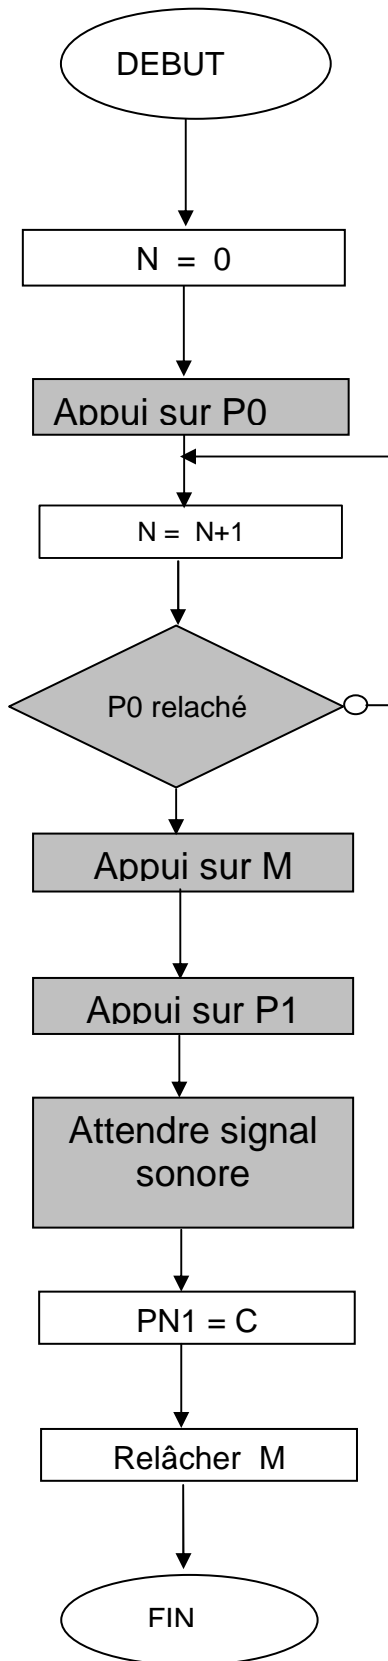 DEBUT
N = 0
Appui sur P0
N = N+1
P0 relaché
Appui sur M
Appui sur P1
Attendre signal
sonore
PN1 = C
Relâcher M
FIN